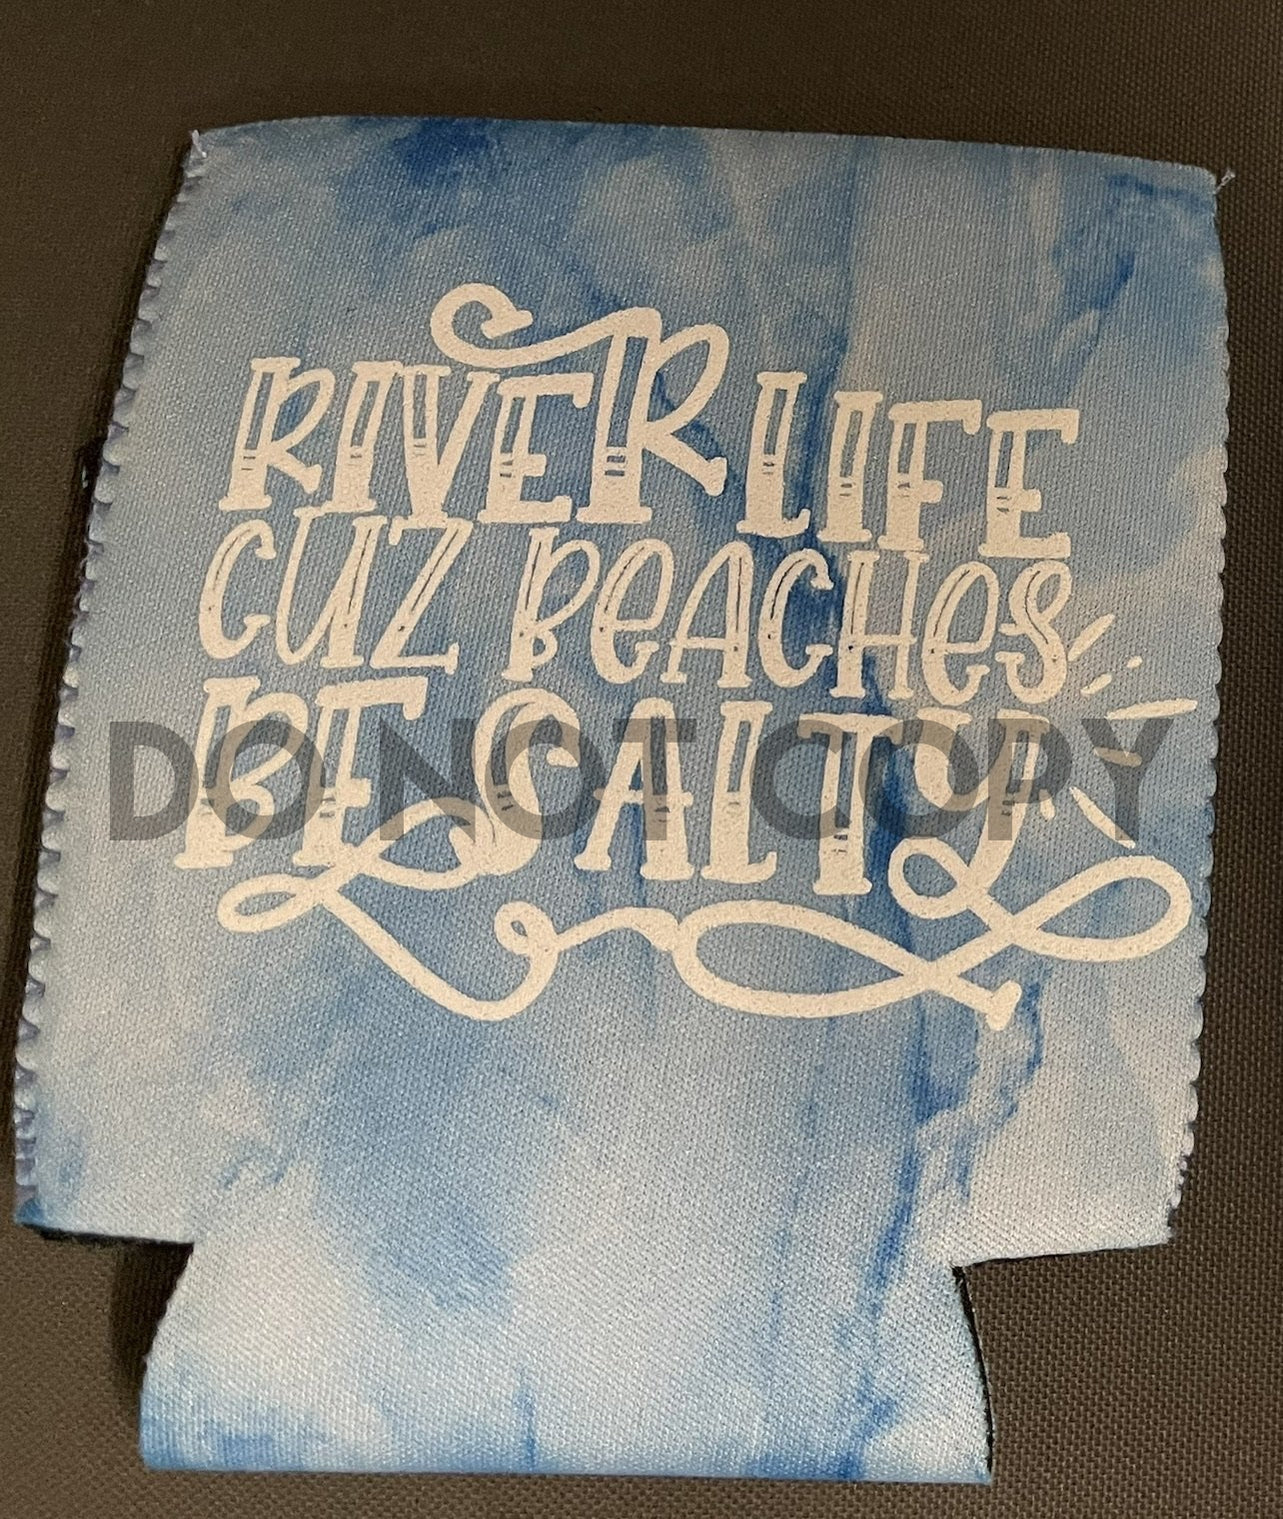 RIVER LIFE
CUZ BEACHES
BE SALTY
DO NOT COPY